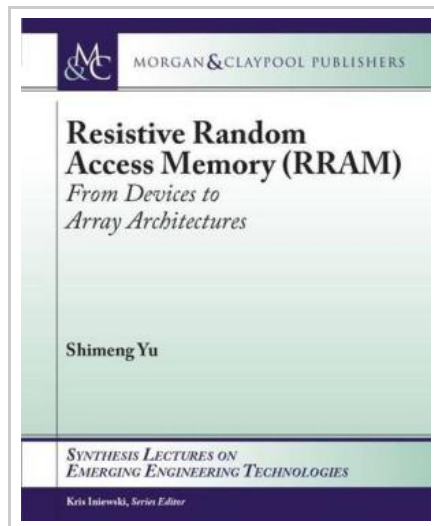 M
&C
MORGAN&CLAYPOOL PUBLISHERS
Resistive Random
Access Memory (RRAM)
From Devices to
Array Architectures
Shimeng Yu
SYNTHESIS LECTURES ON
EMERGING ENGINEERING TECHNOLOGIES
Kris Iniewski, Series Editor